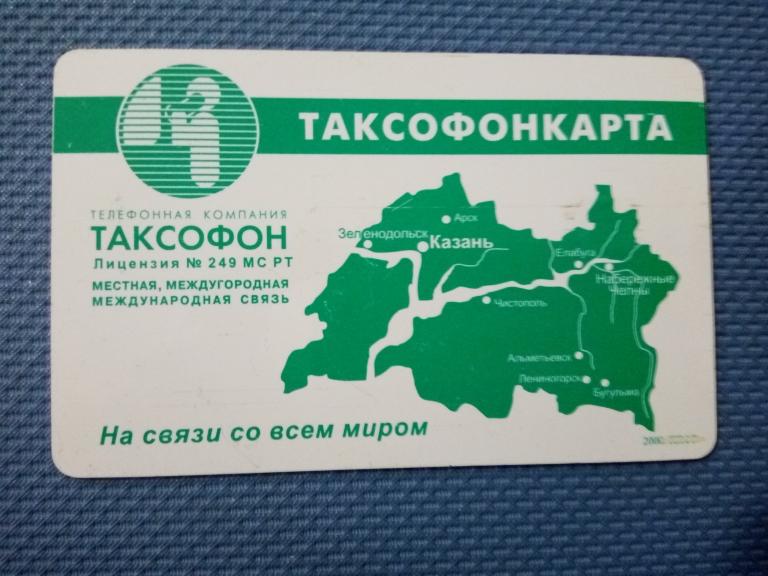 ТАКСОФОНКАРТА
ТЕЛЕФОННАЯ КОМПАНИЯ
ТАКСОФОН
Лицензия № 249 МС РТ
МЕСТНАЯ, МЕЖДУГОРОДНАЯ
МЕЖДУНАРОДНАЯ СВЯЗЬ
Арск
Зеленодольск
Казань
Елабуга
Набережные
Челны
Чистополь
Альметьевск
Лениногорск
Бугульма
На связи со всем миром